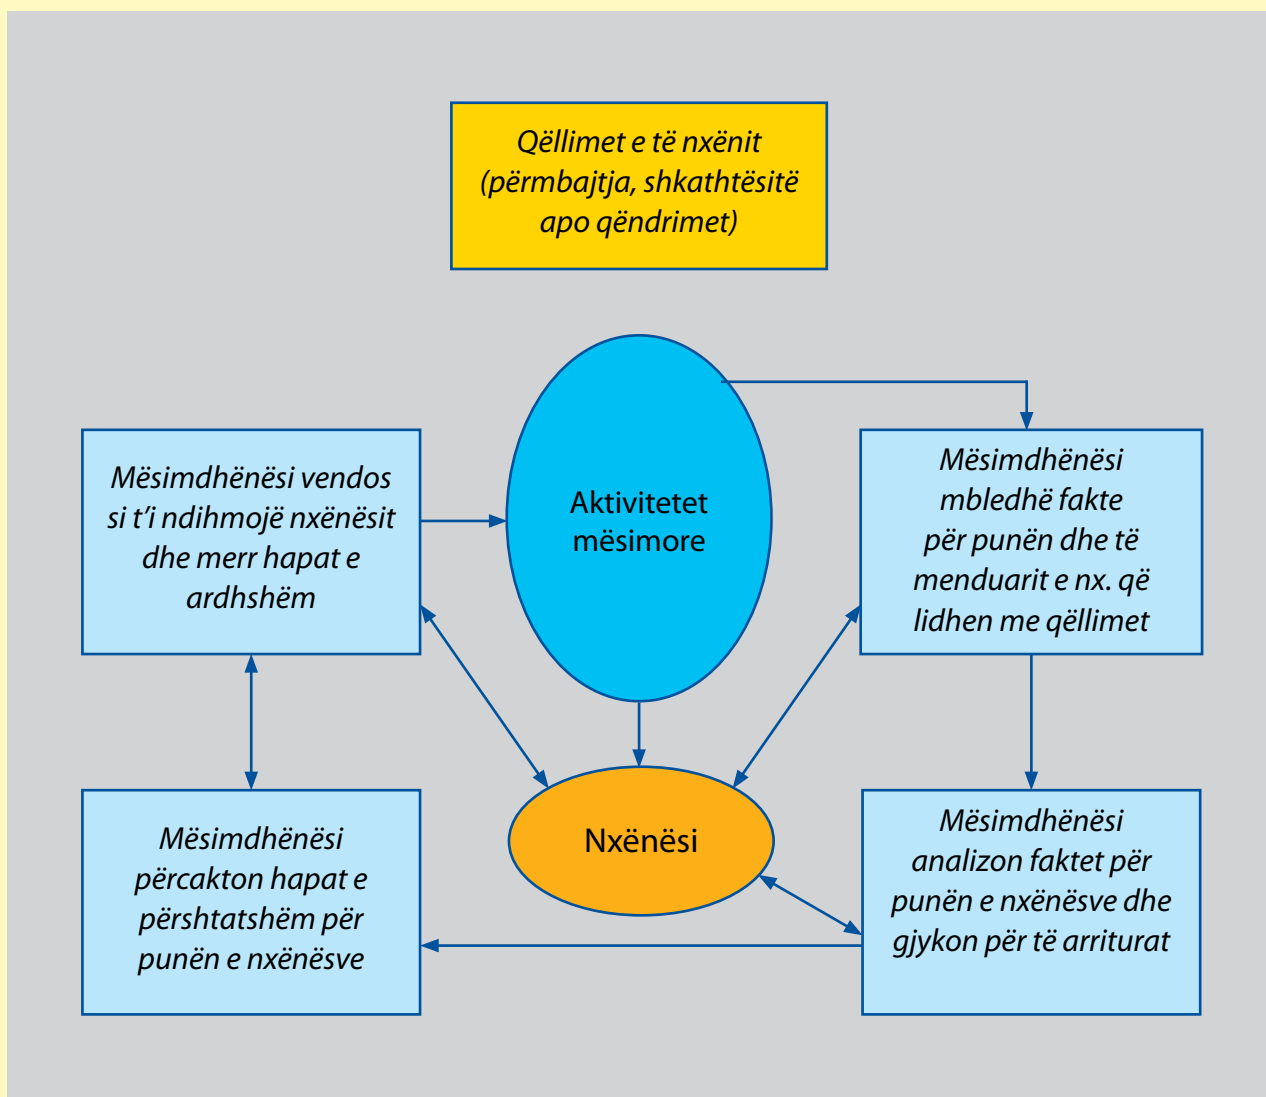 Qëllimet e të nxënit
(përmbajtja, shkathtësitë
apo qëndrimet)
Mësimdhënësi vendos
si t'i ndihmojë nxënësit
dhe merr hapat e
ardhshëm
Aktivitetet
mësimore
Mësimdhënësi
mbledhë fakte
për punën dhe të
menduarit e nx. që
lidhen me qëllimet
Mësimdhënësi
përcakton hapat e
përshtatshëm për
punën e nxënësve
Nxënësi
Mësimdhënësi
analizon faktet për
punën e nxënësve dhe
gjykon për të arriturat